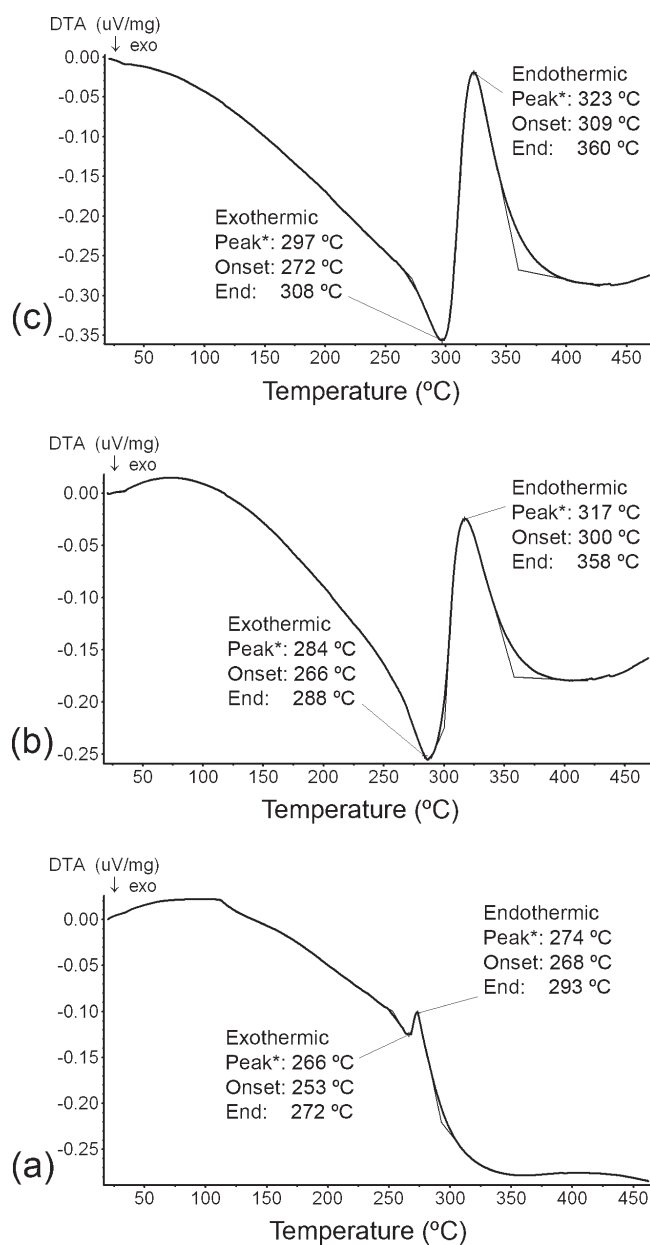 DTA (uV/mg)
↓ exo
0.00
-0.05
-0.10
-0.15
-0.20
-0.25
-0.30
-0.35
Endothermic
Peak*: 323 ºC
Onset: 309 ºC
End: 360 ºC
Exothermic
Peak*: 297 ºC
Onset: 272 ºC
End: 308 ºC
(c)
50 100 150 200 250 300 350 400 450
Temperature (ºC)
DTA (uV/mg)
↓ exo
0.00
-0.05
-0.10
-0.15
-0.20
-0.25
Endothermic
Peak*: 317 ºC
Onset: 300 ºC
End: 358 ºC
Exothermic
Peak*: 284 ºC
Onset: 266 ºC
End: 288 ºC
(b)
50 100 150 200 250 300 350 400 450
Temperature (ºC)
DTA (uV/mg)
↓ exo
0.00
-0.05
-0.10
-0.15
-0.20
-0.25
Endothermic
Peak*: 274 ºC
Onset: 268 ºC
End: 293 ºC
Exothermic
Peak*: 266 ºC
Onset: 253 ºC
End: 272 ºC
(a)
50 100 150 200 250 300 350 400 450
Temperature (ºC)